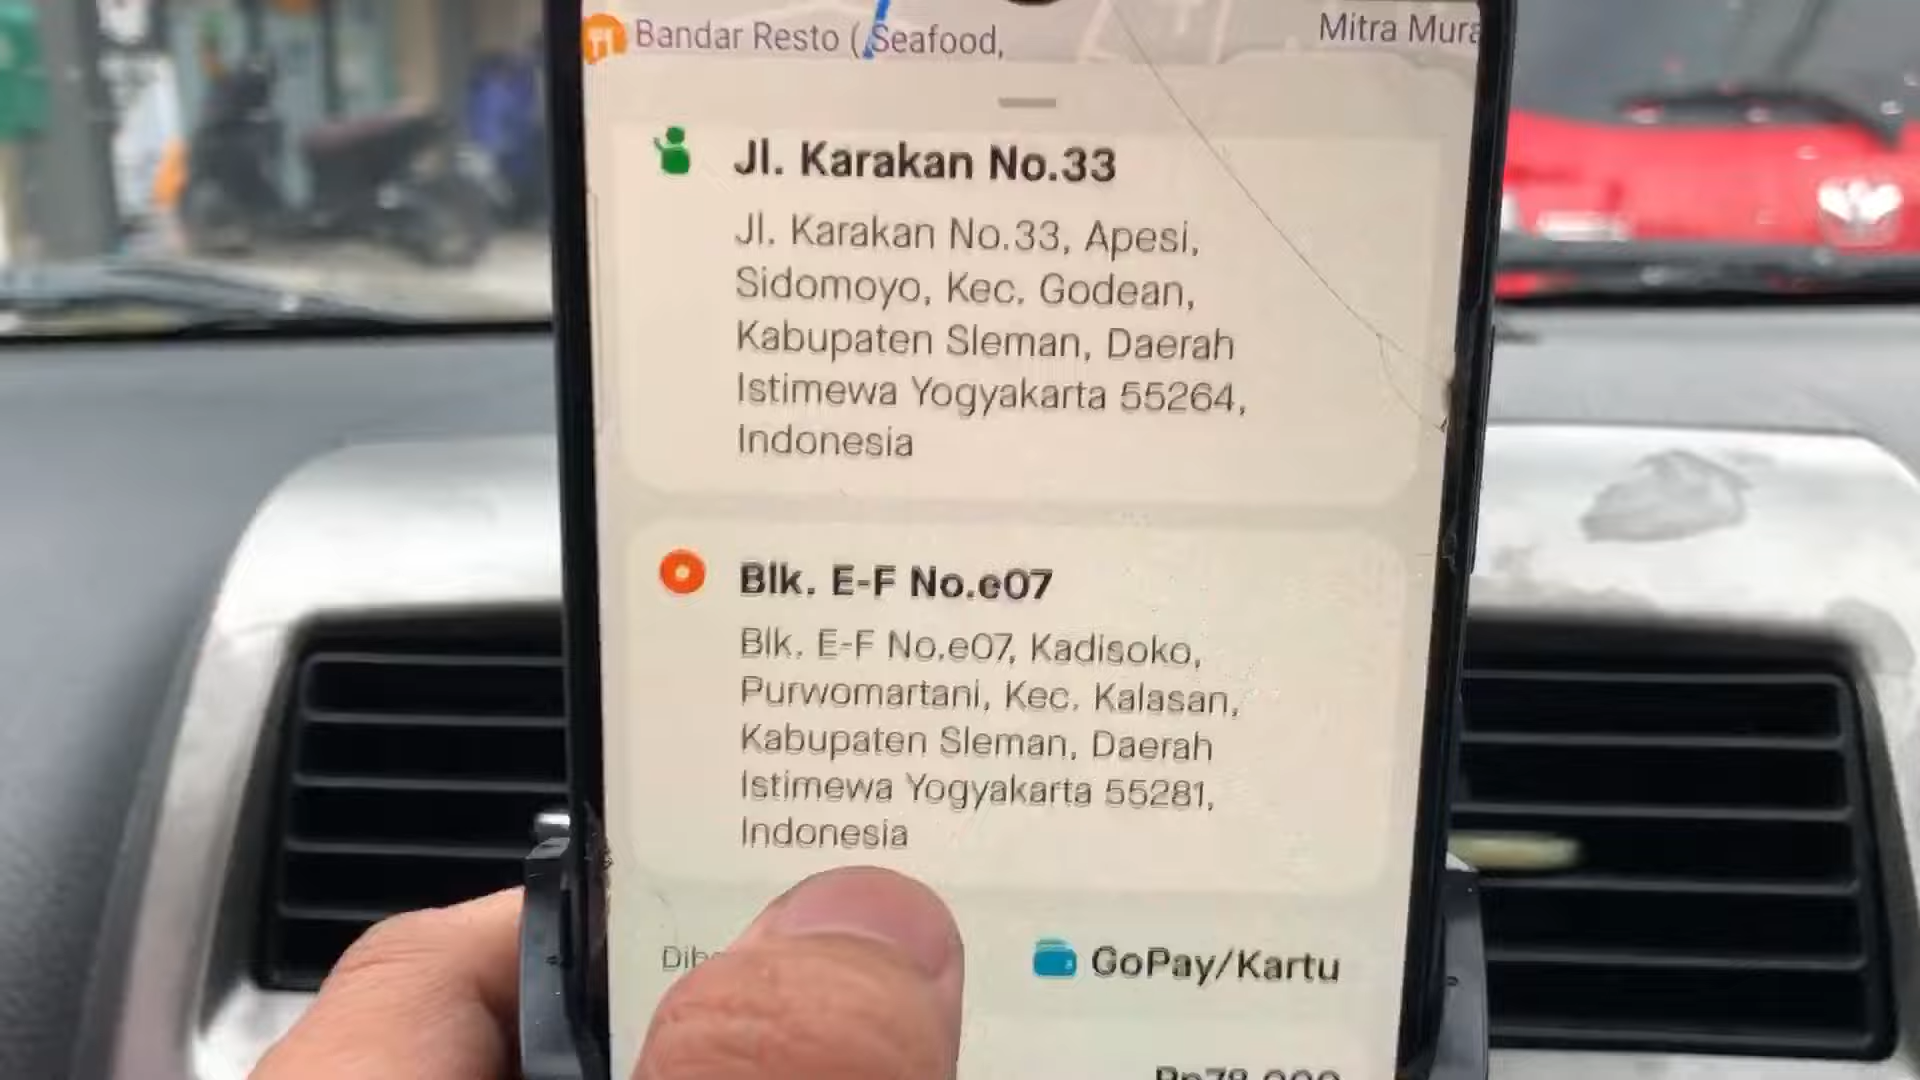 Bandar Resto ( Seafood,
Mitra Mura
Jl. Karakan No.33
Jl. Karakan No.33, Apesi,
Sidomoyo, Kec. Godean,
Kabupaten Sleman, Daerah
Istimewa Yogyakarta 55264,
Indonesia
Blk. E-F No.e07
Blk. E-F No.e07, Kadisoko,
Purwomartani, Kec. Kalasan,
Kabupaten Sleman, Daerah
Istimewa Yogyakarta 55281,
Indonesia
GoPay/Kartu
Rp78.000